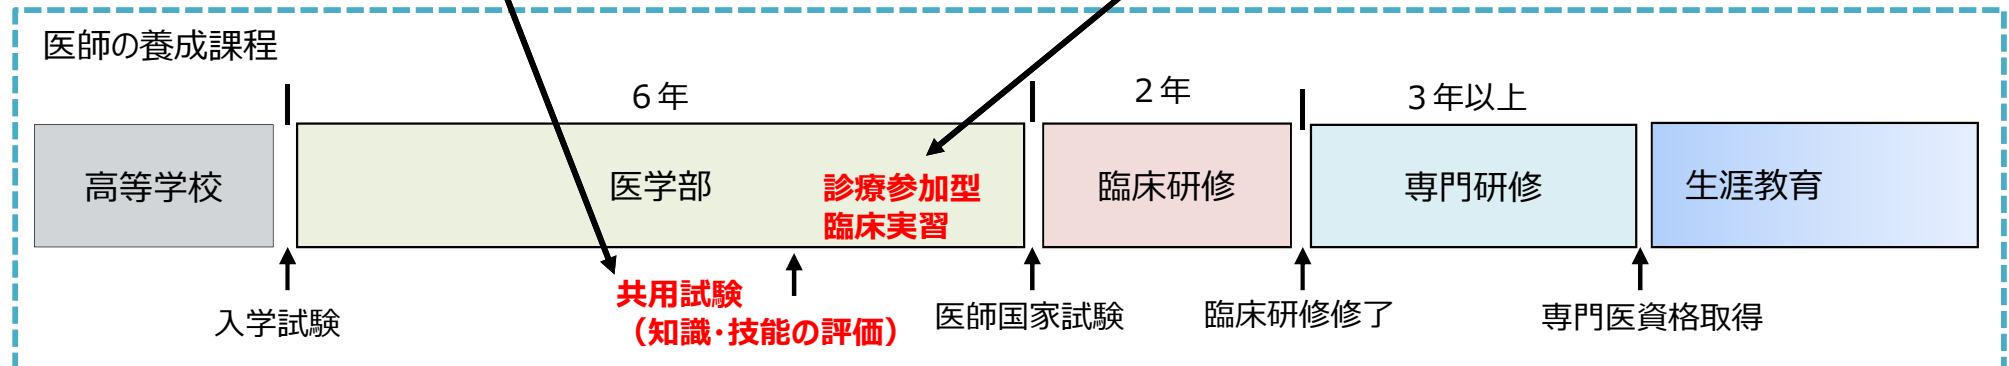 医師の養成課程
６年
２年
３年以上
高等学校
医学部
診療参加型
臨床実習
臨床研修
専門研修
生涯教育
入学試験
共用試験
（知識・技能の評価）
医師国家試験
臨床研修修了
専門医資格取得